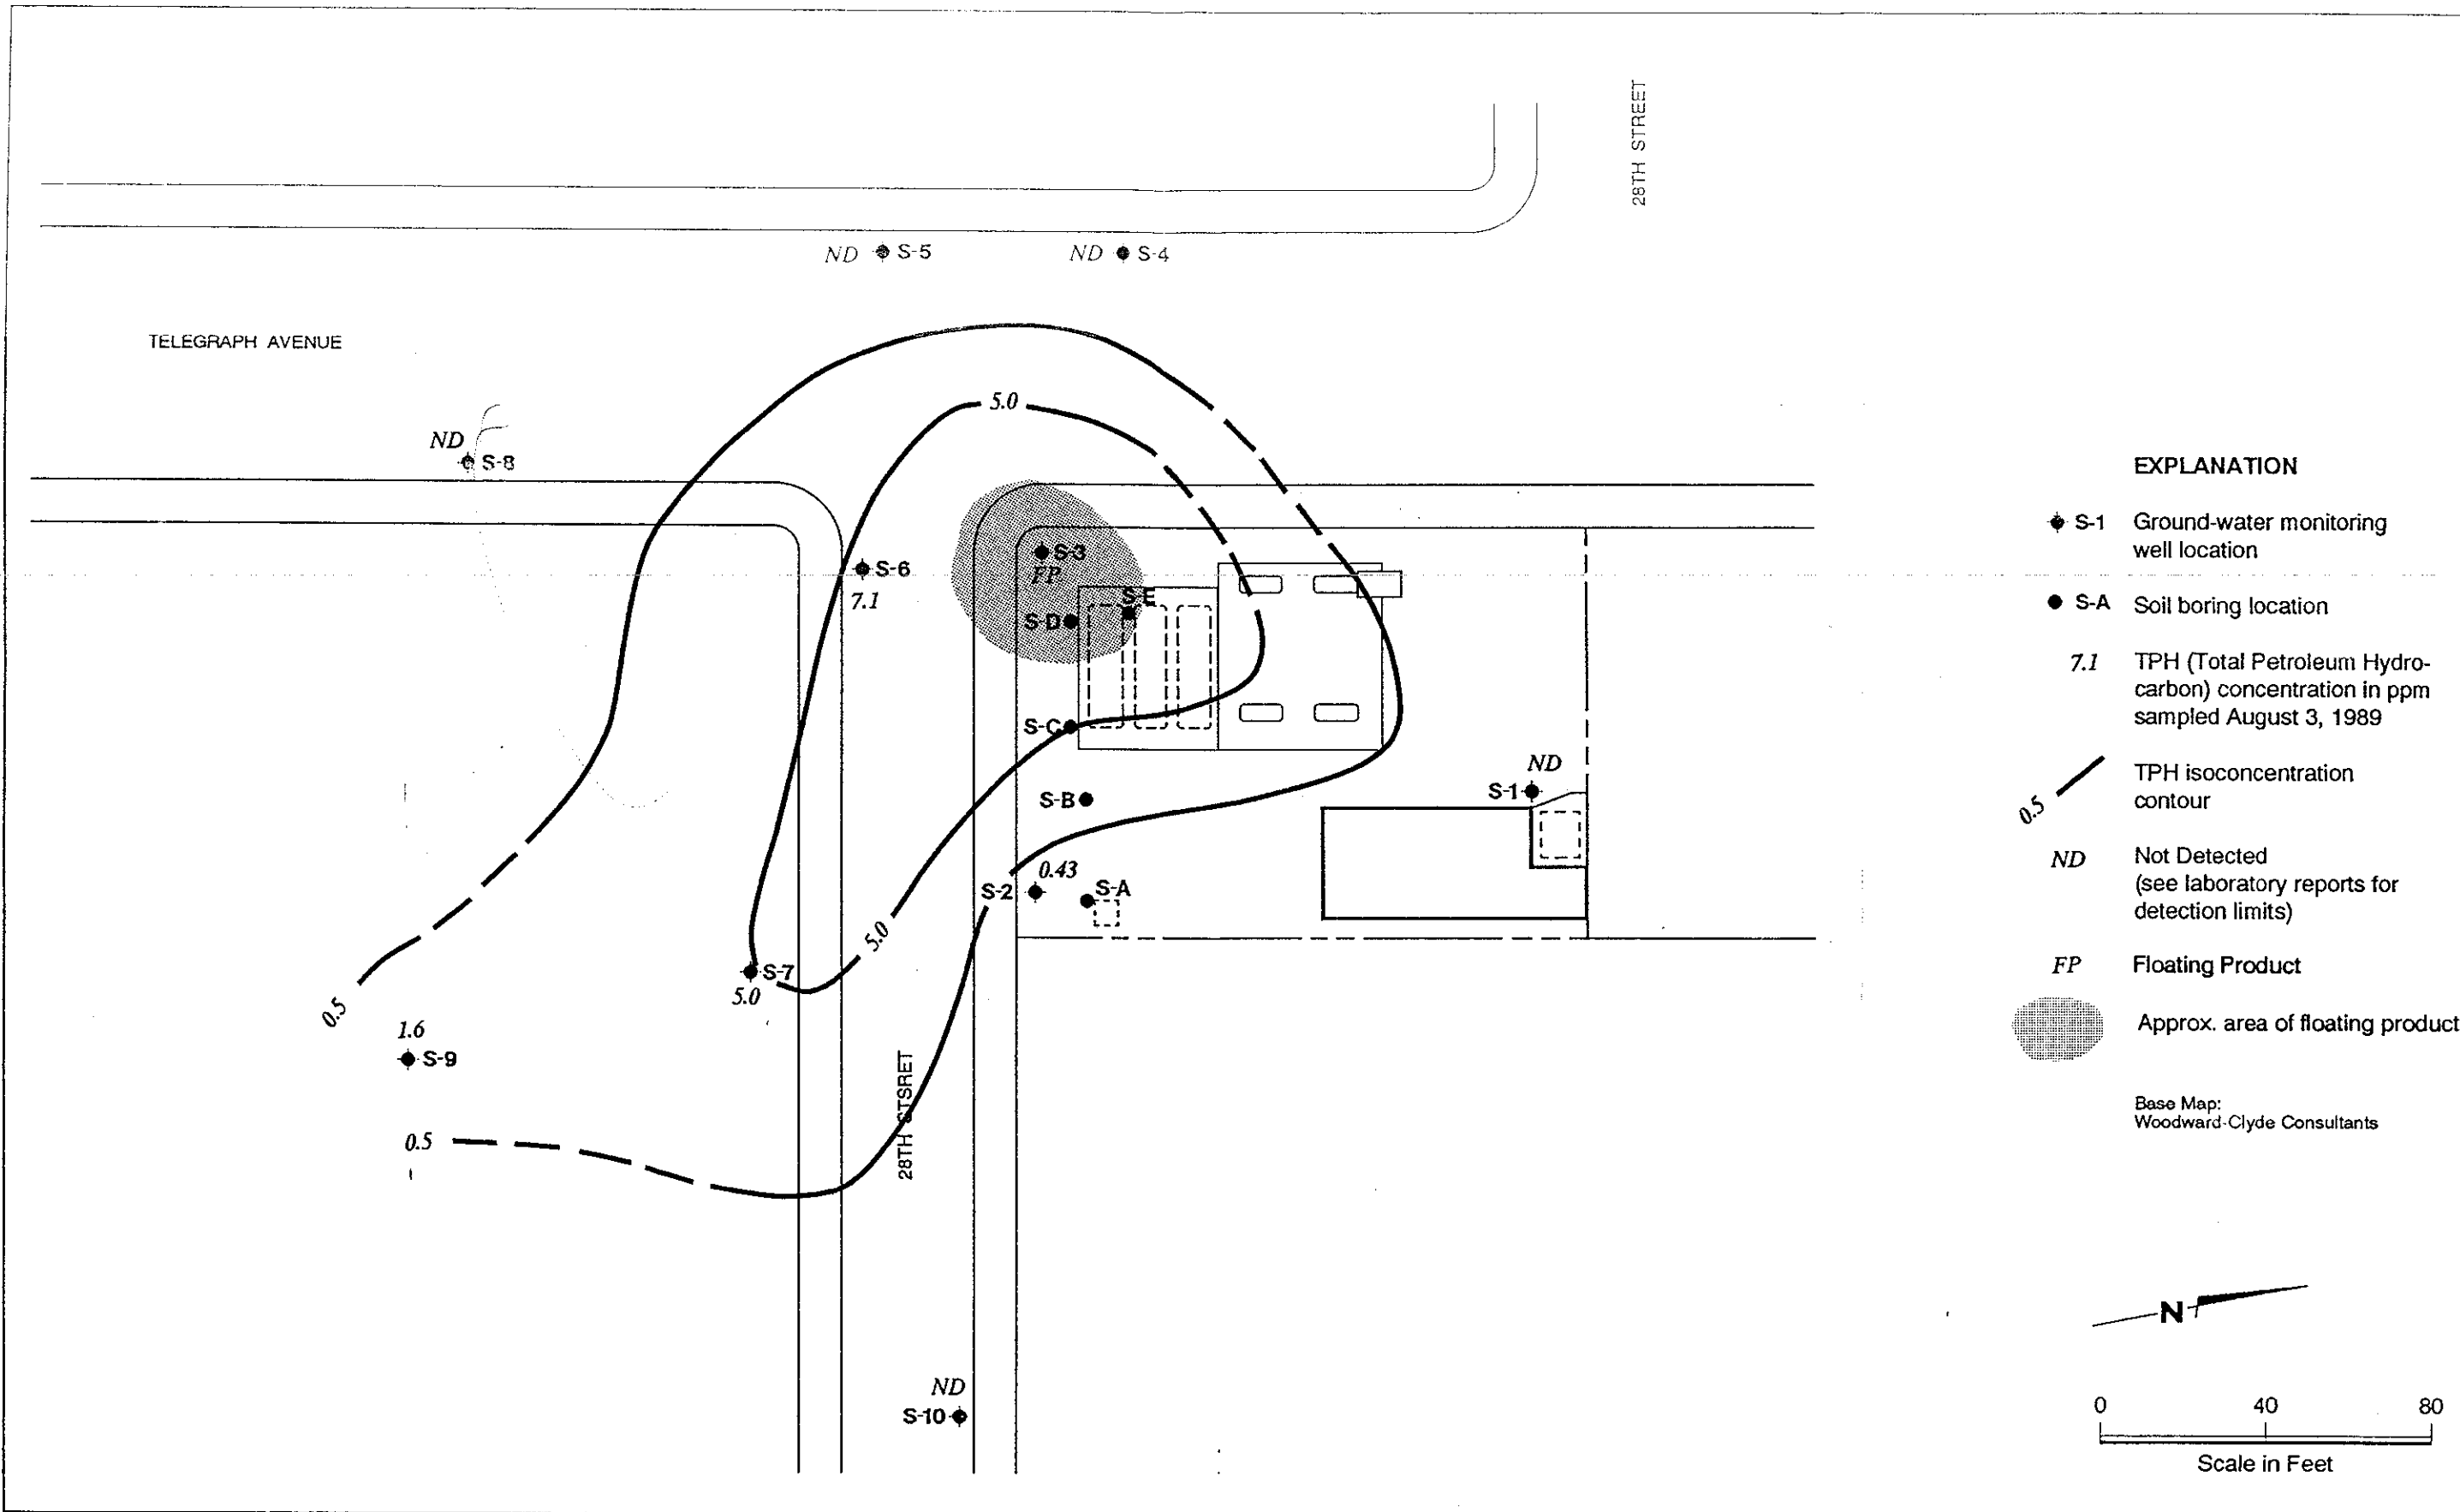 28TH STREET
ND S-5
ND S-4
TELEGRAPH AVENUE
5.0
ND
S-8
EXPLANATION
S-1 Ground-water monitoring
well location
S-A Soil boring location
7.1 TPH (Total Petroleum Hydro-
carbon) concentration in ppm
sampled August 3, 1989
0.5
TPH isoconcentration
contour
ND Not Detected
(see laboratory reports for
detection limits)
FP Floating Product
Approx. area of floating product
Base Map:
Woodward-Clyde Consultants
S-3
FP
S-6
7.1
S-E
S-D
S-C
S-B
ND
S-1
0.43
S-2
S-A
5.0
S-7
5.0
0.5
1.6
S-9
0.5
28TH STSRET
ND
S-10
N
0 40 80
Scale in Feet